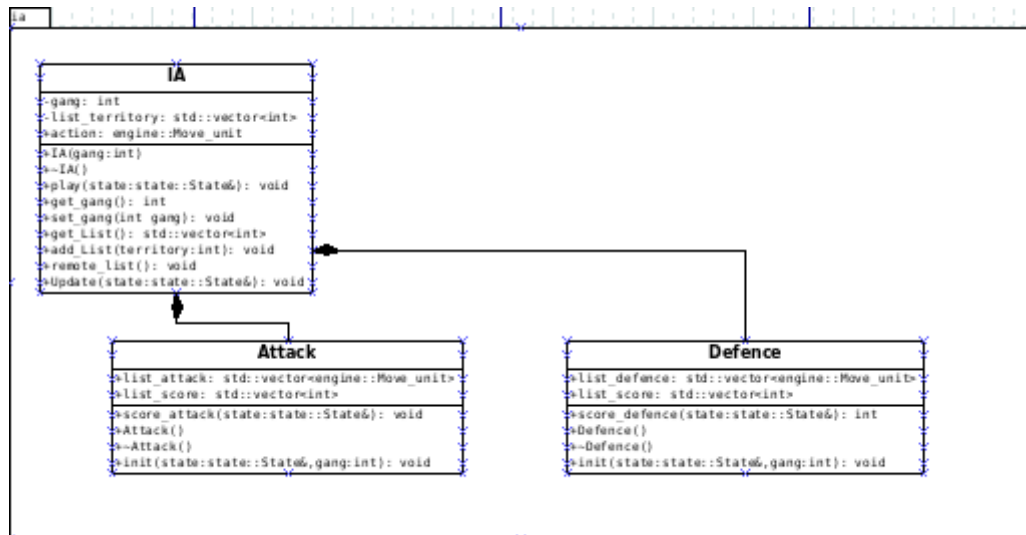 ia
IA
-gang: int
-list_territory: std::vector<int>
+action: engine::Move_unit
+IA(gang:int)
+~IA()
+play(state:state::State&): void
+get_gang(): int
+set_gang(int gang): void
+get_List(): std::vector<int>
+add_List(territory:int): void
+remote_list(): void
+Update(state:state::State&): void
Attack
+list_attack: std::vector<engine::Move_unit>
+list_score: std::vector<int>
+score_attack(state:state::State&): void
+Attack()
+~Attack()
+init(state:state::State&,gang:int): void
Defence
+list_defence: std::vector<engine::Move_unit>
+list_score: std::vector<int>
+score_defence(state:state::State&): int
+Defence()
+~Defence()
+init(state:state::State&,gang:int): void